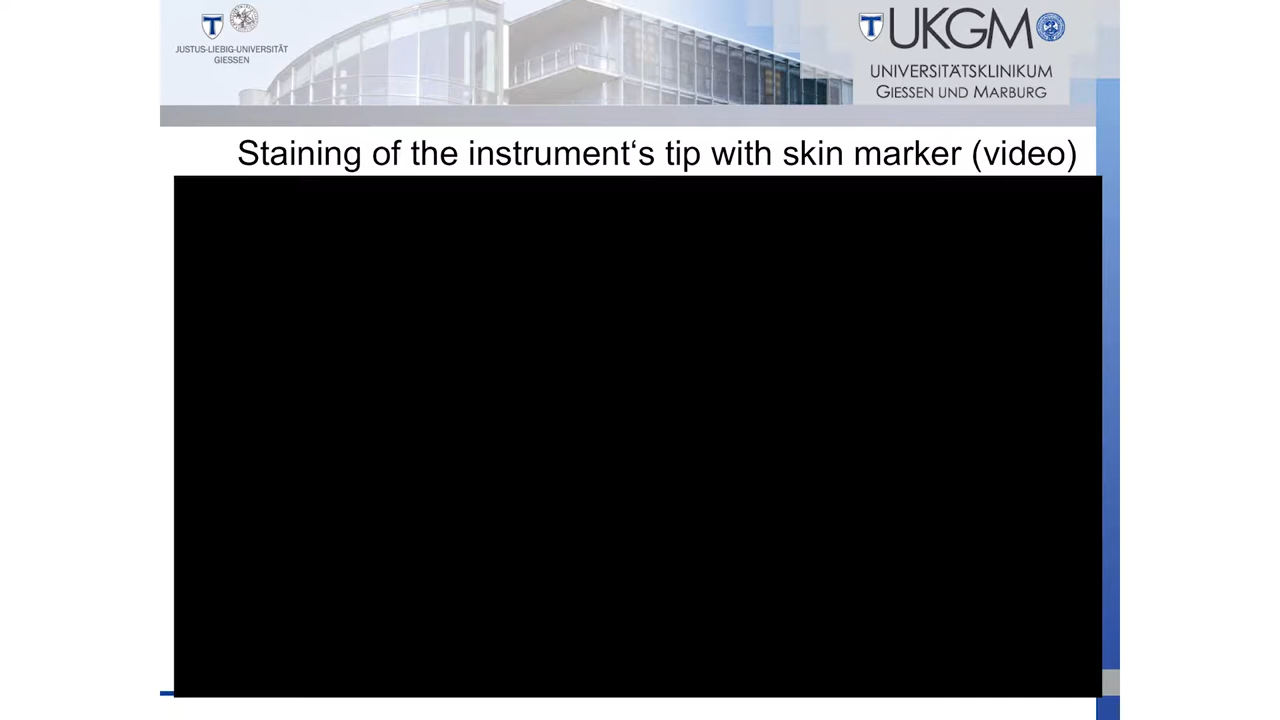 JUSTUS-LIEBIG-UNIVERSITÄT
GIESSEN
UKGM
UNIVERSITÄTSKLINIKUM
GIESSEN UND MARBURG
Staining of the instrument‘s tip with skin marker (video)